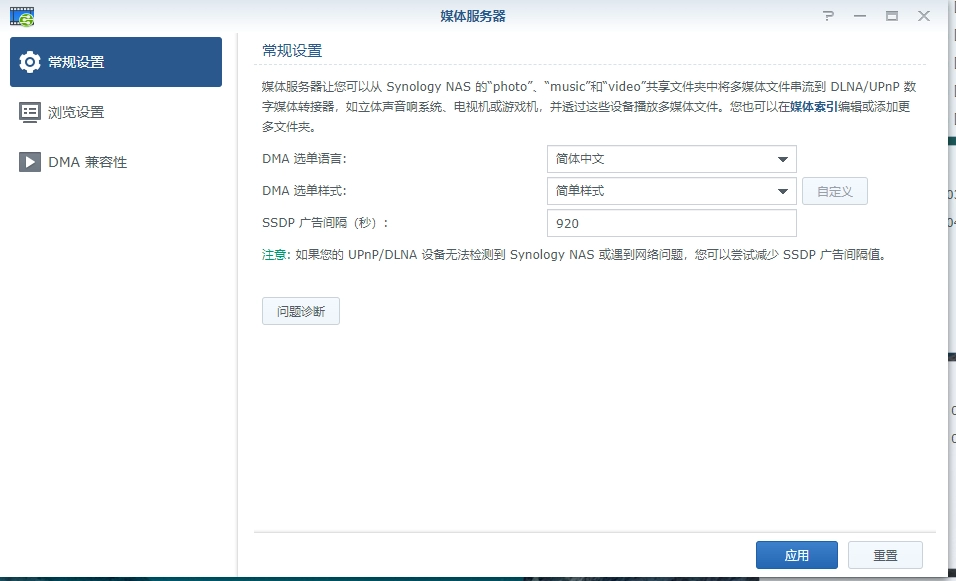 媒体服务器
常规设置
浏览设置
DMA 兼容性
常规设置
媒体服务器让您可以从 Synology NAS 的“photo”、“music”和“video”共享文件夹中将多媒体文件串流到 DLNA/UPnP 数
字媒体转接器，如立体声音响系统、电视机或游戏机，并透过这些设备播放多媒体文件。您也可以在媒体索引编辑或添加更
多文件夹。
DMA 选单语言:
简体中文
DMA 选单样式:
简单样式
自定义
SSDP 广告间隔（秒）:
920
注意: 如果您的 UPnP/DLNA 设备无法检测到 Synology NAS 或遇到网络问题，您可以尝试减少 SSDP 广告间隔值。
问题诊断
应用
重置